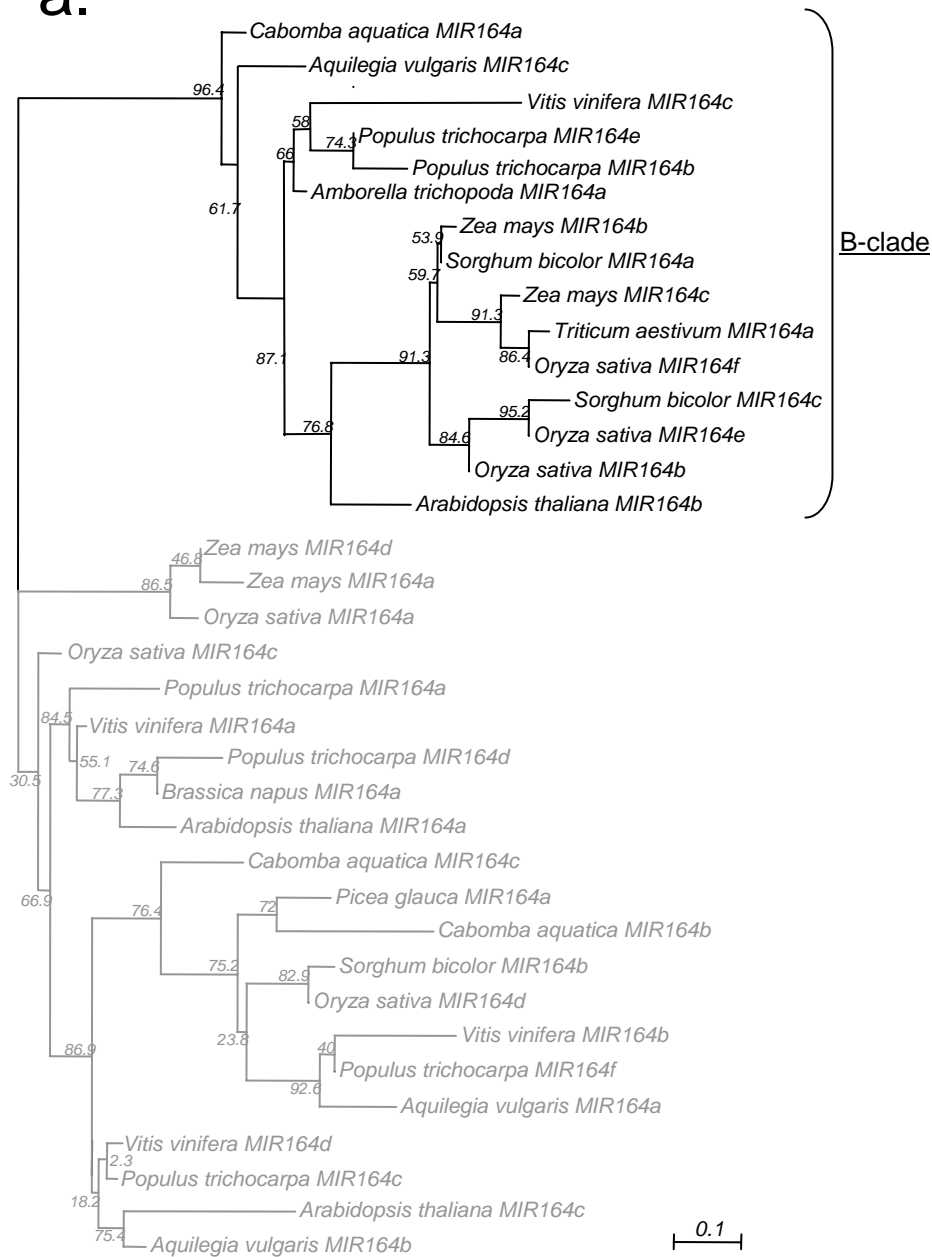 a.
Cabomba aquatica MIR164a
Aquilegia vulgaris MIR164c
96.4
Vitis vinifera MIR164c
58
Populus trichocarpa MIR164e
74.3
66
Populus trichocarpa MIR164b
Amborella trichopoda MIR164a
61.7
Zea mays MIR164b
53.9
B-clade
Sorghum bicolor MIR164a
59.7
Zea mays MIR164c
91.3
Triticum aestivum MIR164a
87.1
91.3
86.4
Oryza sativa MIR164f
Sorghum bicolor MIR164c
95.2
76.8
84.6
Oryza sativa MIR164e
Oryza sativa MIR164b
Arabidopsis thaliana MIR164b
Zea mays MIR164d
46.8
86.5
Zea mays MIR164a
Oryza sativa MIR164a
Oryza sativa MIR164c
Populus trichocarpa MIR164a
84.5
Vitis vinifera MIR164a
55.1
Populus trichocarpa MIR164d
74.6
30.5
77.3
Brassica napus MIR164a
Arabidopsis thaliana MIR164a
Cabomba aquatica MIR164c
66.9
76.4
72
Picea glauca MIR164a
Cabomba aquatica MIR164b
75.2
Sorghum bicolor MIR164b
82.9
Oryza sativa MIR164d
23.8
Vitis vinifera MIR164b
86.9
40
Populus trichocarpa MIR164f
92.6
Aquilegia vulgaris MIR164a
Vitis vinifera MIR164d
2.3
Populus trichocarpa MIR164c
18.2
Arabidopsis thaliana MIR164c
75.4
Aquilegia vulgaris MIR164b
0.1